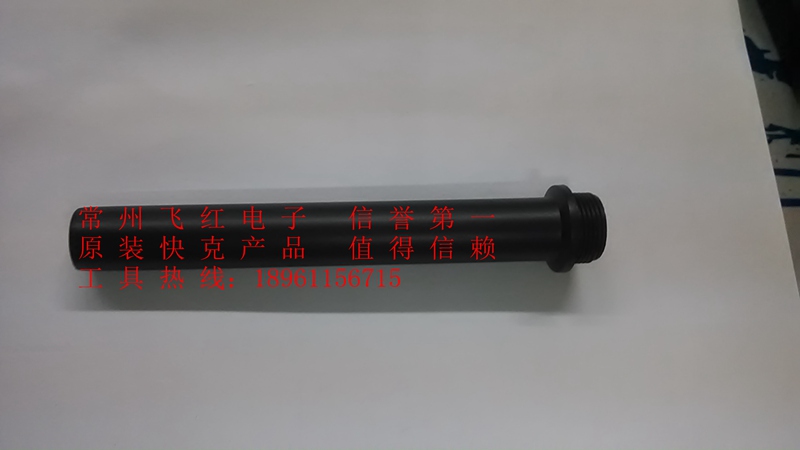 常州飞红电子 信誉第一
原装快克产品 值得信赖
工具热线：18961156715